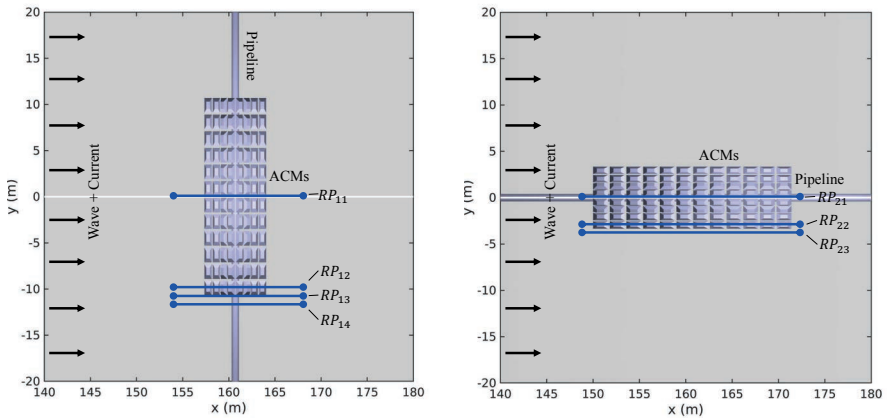 20
15
10
5
0
-5
-10
-15
-20
y (m)
Wave + Current
Pipeline
ACMs
RP₁₁
RP₁₂
RP₁₃
RP₁₄
140 145 150 155 160 165 170 175 180
x (m)
20
15
10
5
0
-5
-10
-15
-20
y (m)
Wave + Current
ACMs
Pipeline
RP₂₁
RP₂₂
RP₂₃
140 145 150 155 160 165 170 175 180
x (m)